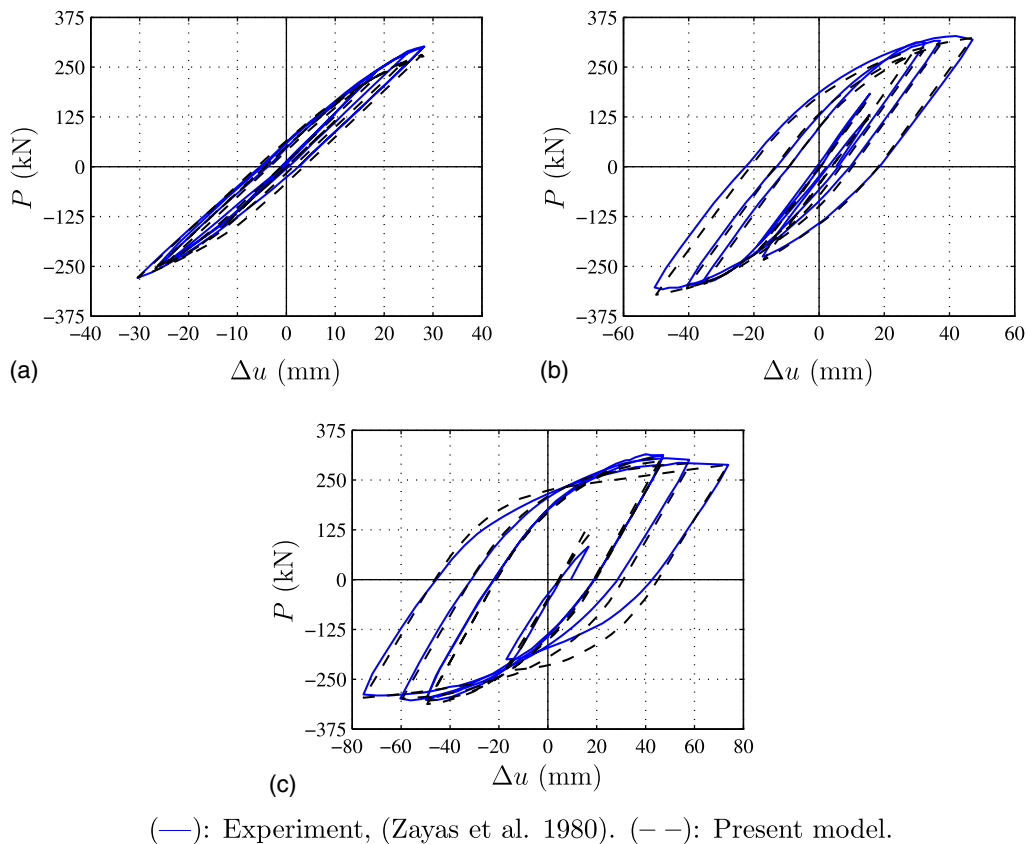 375
250
125
0
−125
−250
−375
−40 −30 −20 −10 0 10 20 30 40
P (kN)
Δu (mm)
(a)
375
250
125
0
−125
−250
−375
−60 −40 −20 0 20 40 60
P (kN)
Δu (mm)
(b)
375
250
125
0
−125
−250
−375
−80 −60 −40 −20 0 20 40 60 80
P (kN)
Δu (mm)
(c)
(—): Experiment, (Zayas et al. 1980). (− −): Present model.